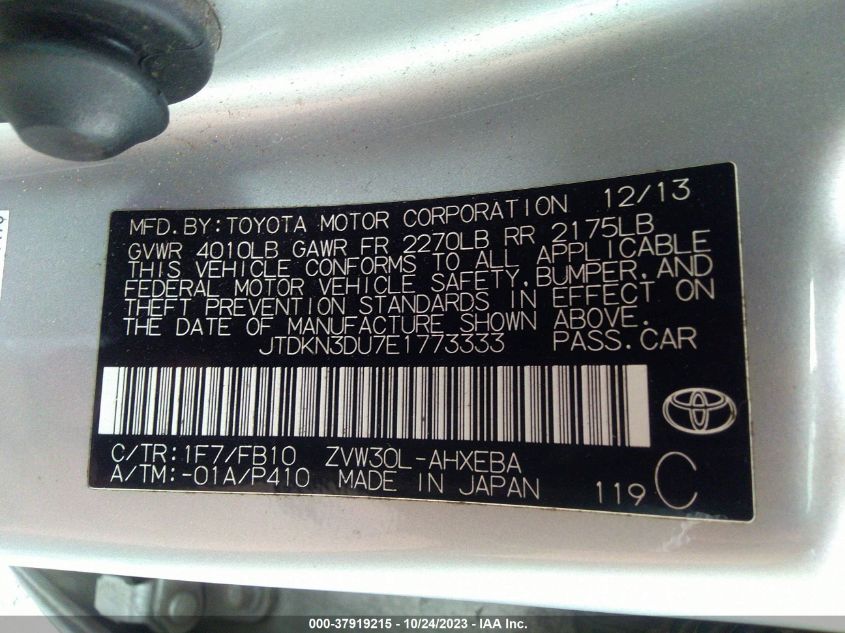 MFD.BY:TOYOTA MOTOR CORPORATION 12/13
GVWR 4010LB GAWR FR 2270LB RR 2175LB
THIS VEHICLE CONFORMS TO ALL APPLICABLE
FEDERAL MOTOR VEHICLE SAFETY,BUMPER,AND
THEFT PREVENTION STANDARDS IN EFFECT ON
THE DATE OF MANUFACTURE SHOWN ABOVE.
JTDKN3DU7E1773333 PASS.CAR
C/TR:1F7/FB10 ZVW30L-AHXEBA
A/TM:-01A/P410 MADE IN JAPAN 119 C
000-37919215 - 10/24/2023 - © IAA Inc.